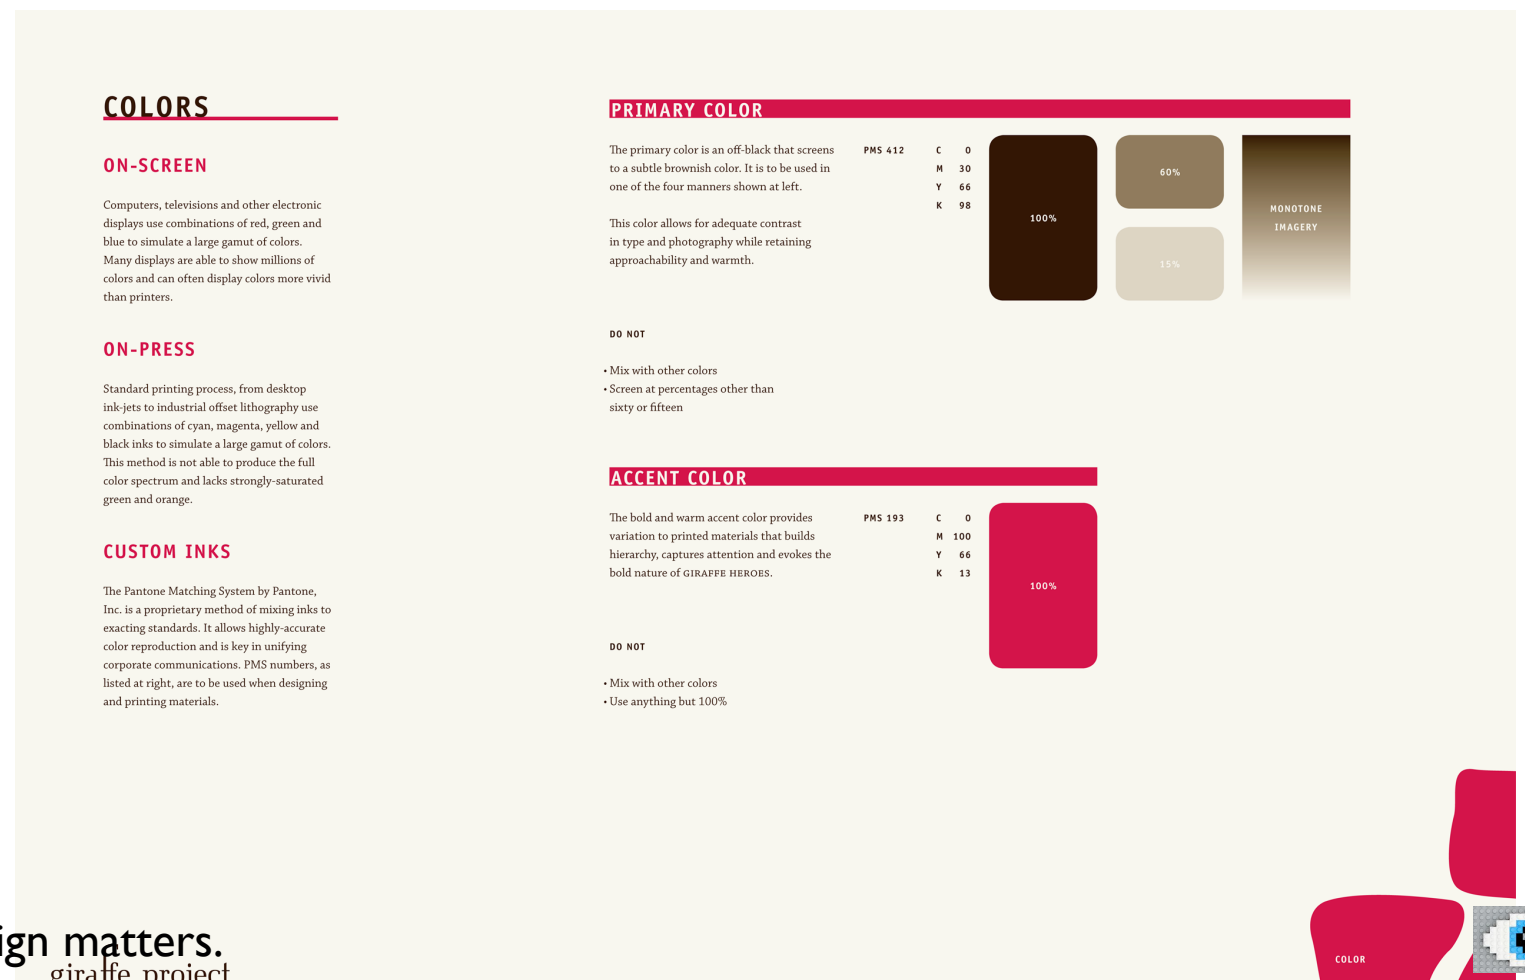 COLORS
ON-SCREEN
Computers, televisions and other electronic
displays use combinations of red, green and
blue to simulate a large gamut of colors.
Many displays are able to show millions of
colors and can often display colors more vivid
than printers.
ON-PRESS
Standard printing process, from desktop
ink-jets to industrial offset lithography use
combinations of cyan, magenta, yellow and
black inks to simulate a large gamut of colors.
This method is not able to produce the full
color spectrum and lacks strongly-saturated
green and orange.
CUSTOM INKS
The Pantone Matching System by Pantone,
Inc. is a proprietary method of mixing inks to
exacting standards. It allows highly-accurate
color reproduction and is key in unifying
corporate communications. PMS numbers, as
listed at right, are to be used when designing
and printing materials.
PRIMARY COLOR
The primary color is an off-black that screens
to a subtle brownish color. It is to be used in
one of the four manners shown at left.
This color allows for adequate contrast
in type and photography while retaining
approachability and warmth.
PMS 412
C 0
M 30
Y 66
K 98
100%
60%
15%
MONOTONE
IMAGERY
DO NOT
• Mix with other colors
• Screen at percentages other than
sixty or fifteen
ACCENT COLOR
The bold and warm accent color provides
variation to printed materials that builds
hierarchy, captures attention and evokes the
bold nature of GIRAFFE HEROES.
PMS 193
C 0
M 100
Y 66
K 13
100%
DO NOT
• Mix with other colors
• Use anything but 100%
ign matters.
giraffe project
COLOR